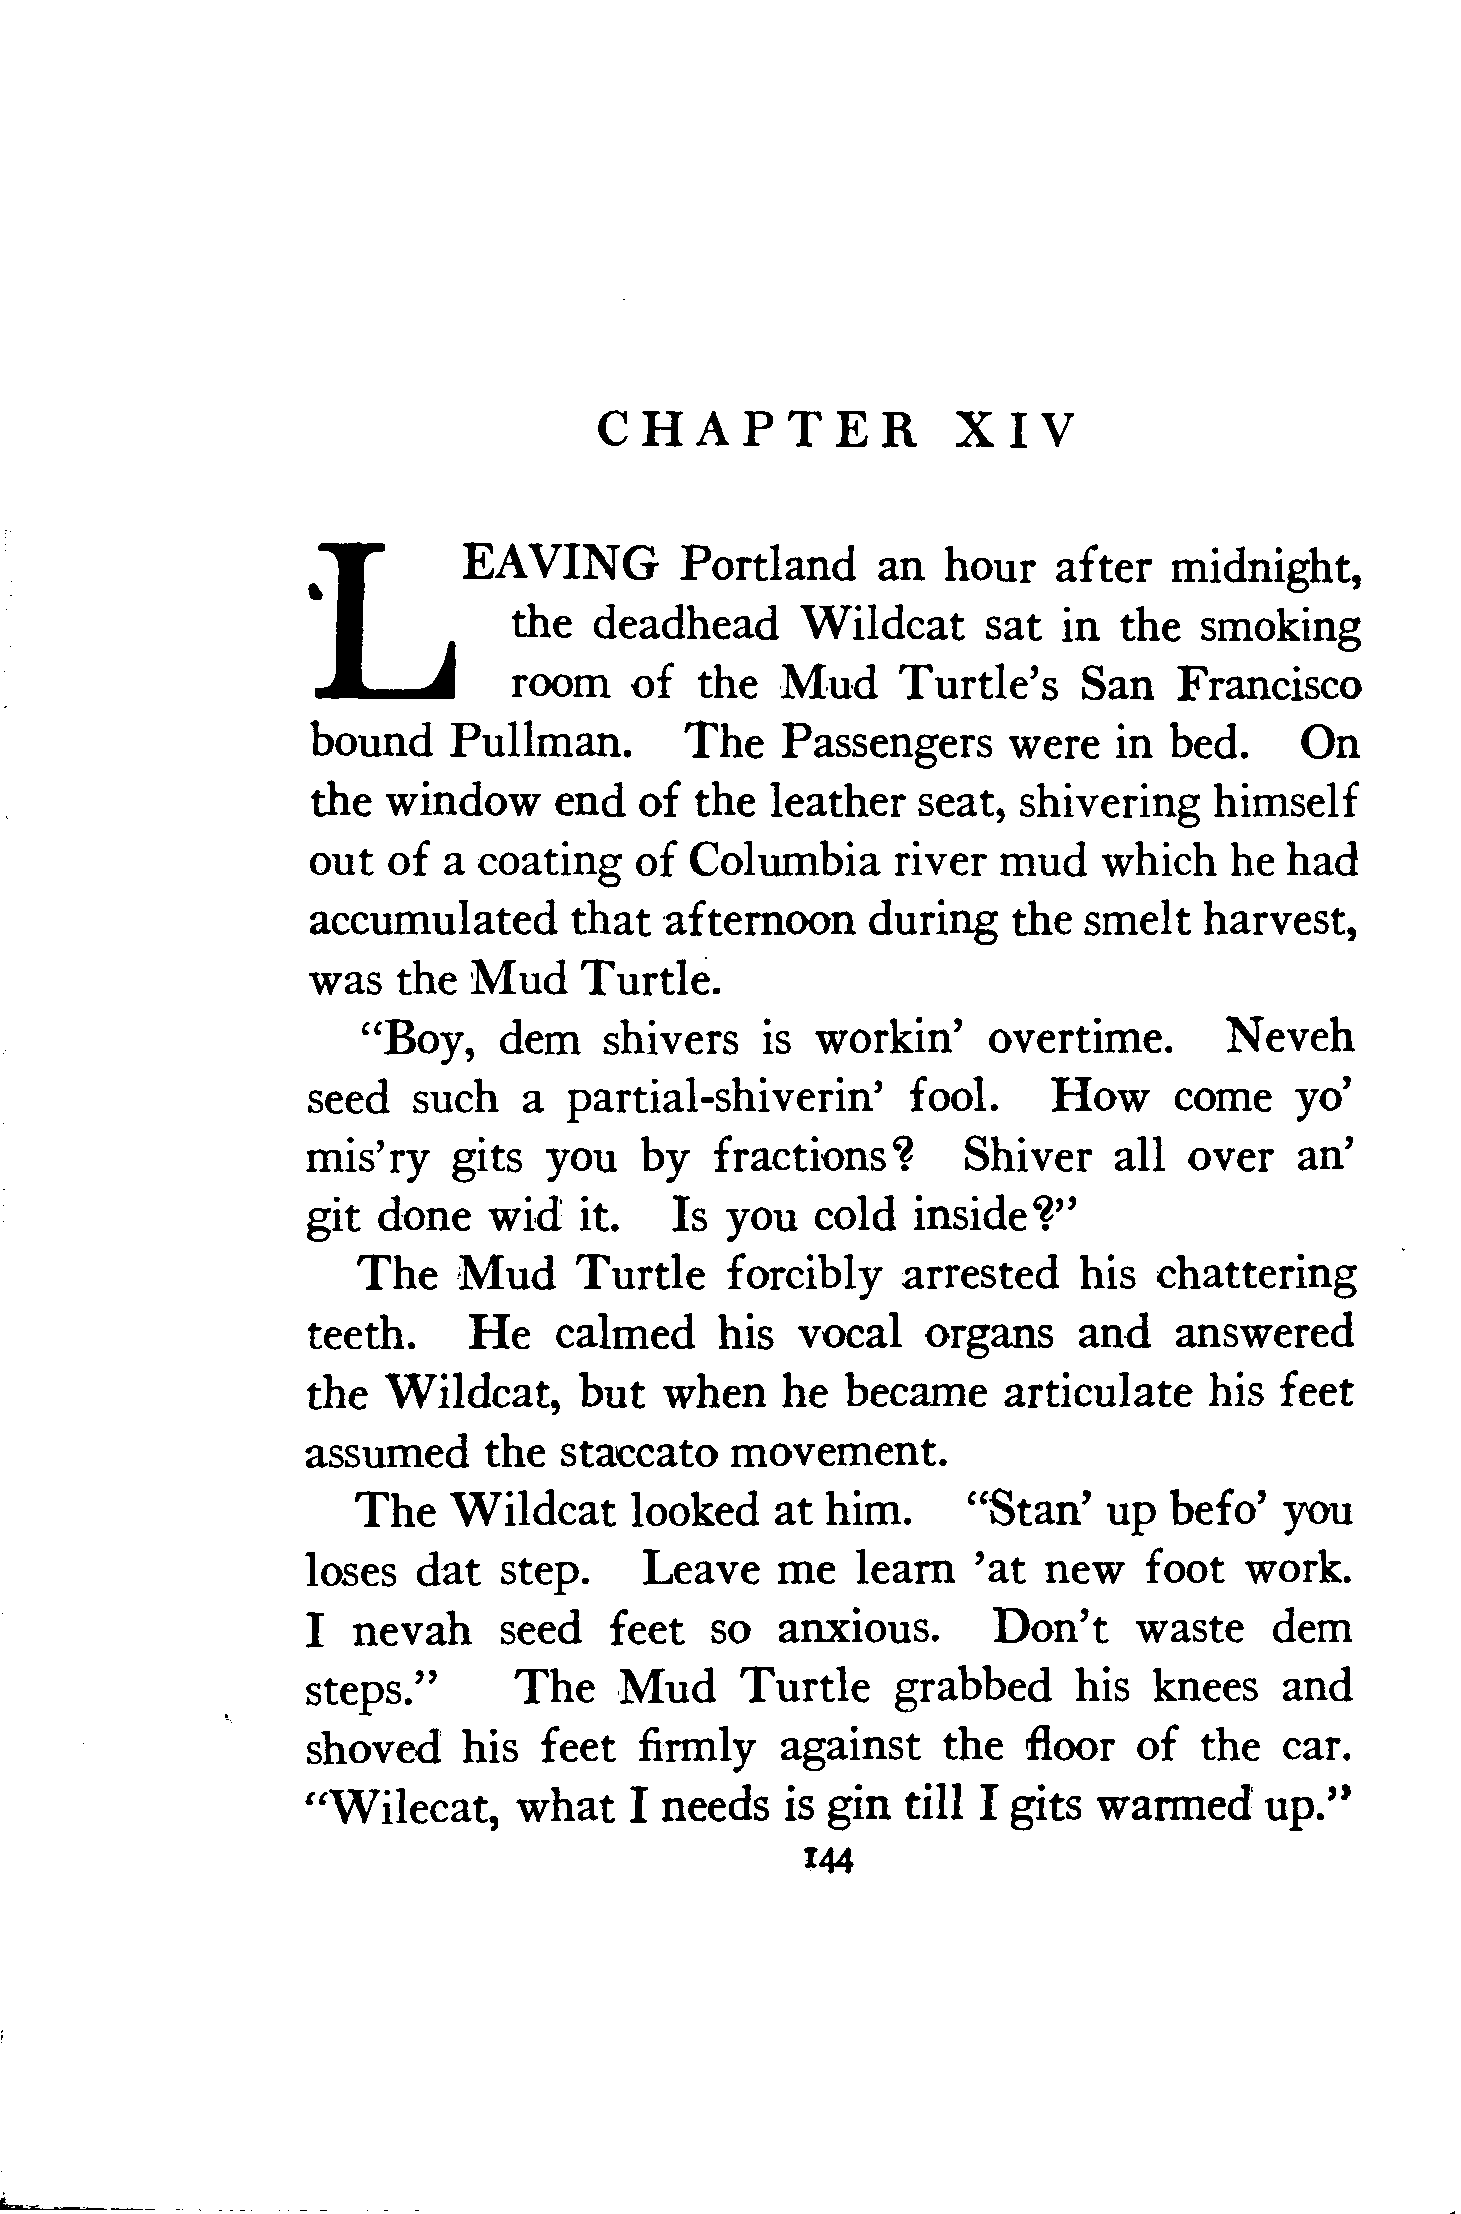 CHAPTER XIV
LEAVING Portland an hour after midnight,
the deadhead Wildcat sat in the smoking
room of the Mud Turtle's San Francisco
bound Pullman. The Passengers were in bed. On
the window end of the leather seat, shivering himself
out of a coating of Columbia river mud which he had
accumulated that afternoon during the smelt harvest,
was the Mud Turtle.
“Boy, dem shivers is workin' overtime. Neveh
seed such a partial-shiverin' fool. How come yo'
mis'ry gits you by fractions? Shiver all over an'
git done wid it. Is you cold inside?”
The Mud Turtle forcibly arrested his chattering
teeth. He calmed his vocal organs and answered
the Wildcat, but when he became articulate his feet
assumed the staccato movement.
The Wildcat looked at him. “Stan' up befo' you
loses dat step. Leave me learn 'at new foot work.
I nevah seed feet so anxious. Don't waste dem
steps.” The Mud Turtle grabbed his knees and
shoved his feet firmly against the floor of the car.
“Wilecat, what I needs is gin till I gits warmed up.”
144